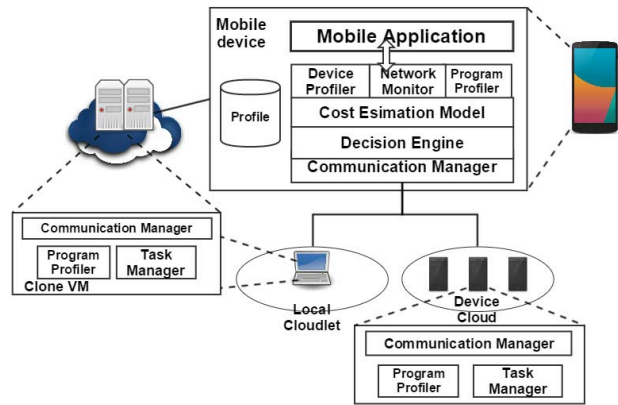 Mobile
device
Mobile Application
Device
Profiler
Network
Monitor
Program
Profiler
Profile
Cost Esimation Model
Decision Engine
Communication Manager
Communication Manager
Program
Profiler
Task
Manager
Clone VM
Local
Cloudlet
Device
Cloud
Communication Manager
Program
Profiler
Task
Manager